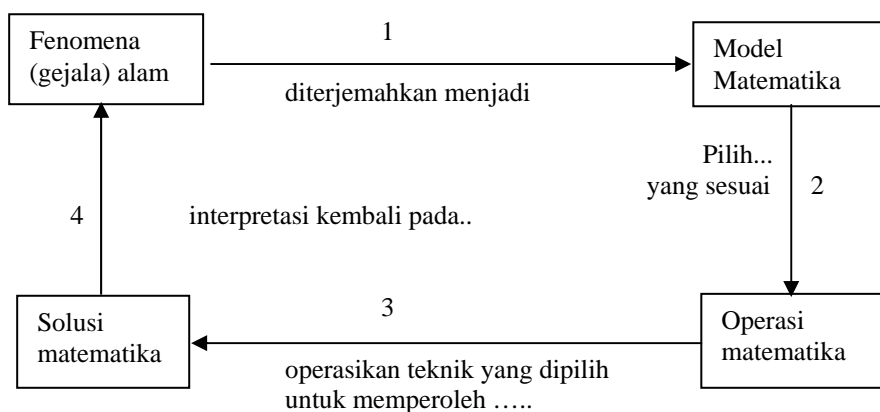 Fenomena
(gejala) alam
1
diterjemahkan menjadi
Model
Matematika
Pilih...
yang sesuai
2
4
interpretasi kembali pada..
Solusi
matematika
3
operasikan teknik yang dipilih
untuk memperoleh …..
Operasi
matematika